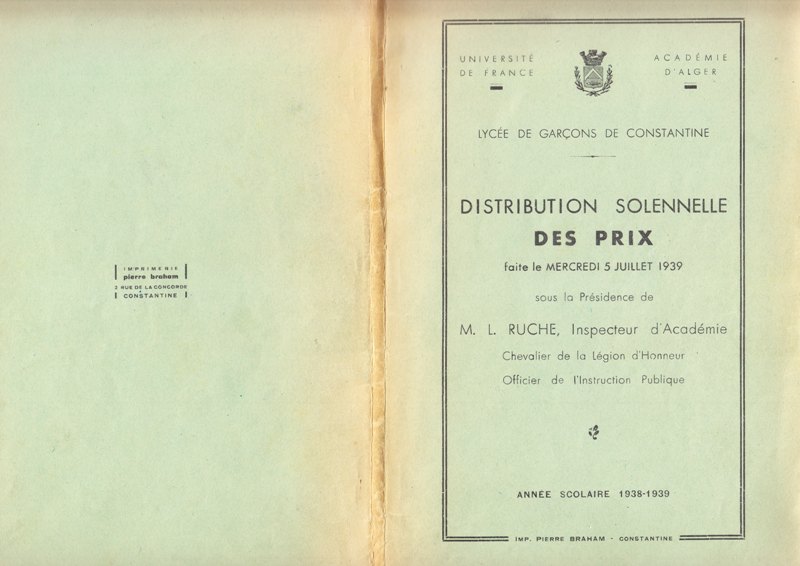 IMPRIMERIE
pierre braham
2 RUE DE LA CONCORDE
CONSTANTINE
UNIVERSITÉ
DE FRANCE
ACADÉMIE
D'ALGER
LYCÉE DE GARÇONS DE CONSTANTINE
DISTRIBUTION SOLENNELLE
DES PRIX
faite le MERCREDI 5 JUILLET 1939
sous la Présidence de
M. L. RUCHE, Inspecteur d'Académie
Chevalier de la Légion d'Honneur
Officier de l'Instruction Publique
ANNÉE SCOLAIRE 1938-1939
IMP. PIERRE BRAHAM - CONSTANTINE